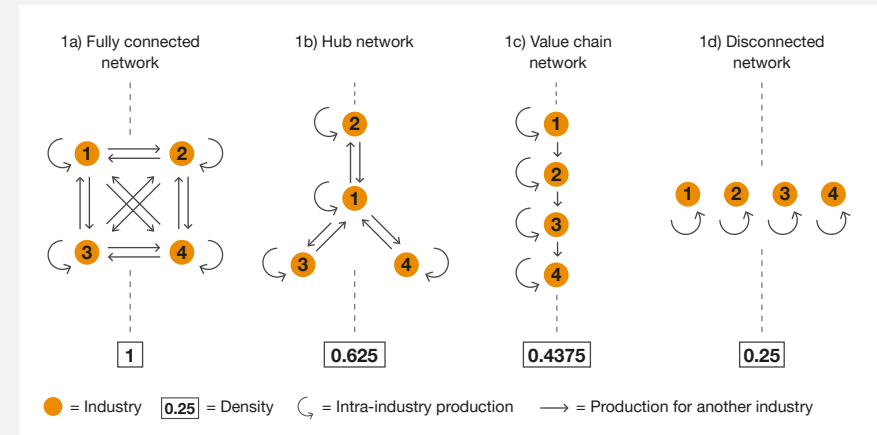 1a) Fully connected
network
1b) Hub network
1c) Value chain
network
1d) Disconnected
network
1
2
3
4
2
1
3
4
1
2
3
4
1
2
3
4
1
0.625
0.4375
0.25
= Industry
0.25 = Density
= Intra-industry production
= Production for another industry